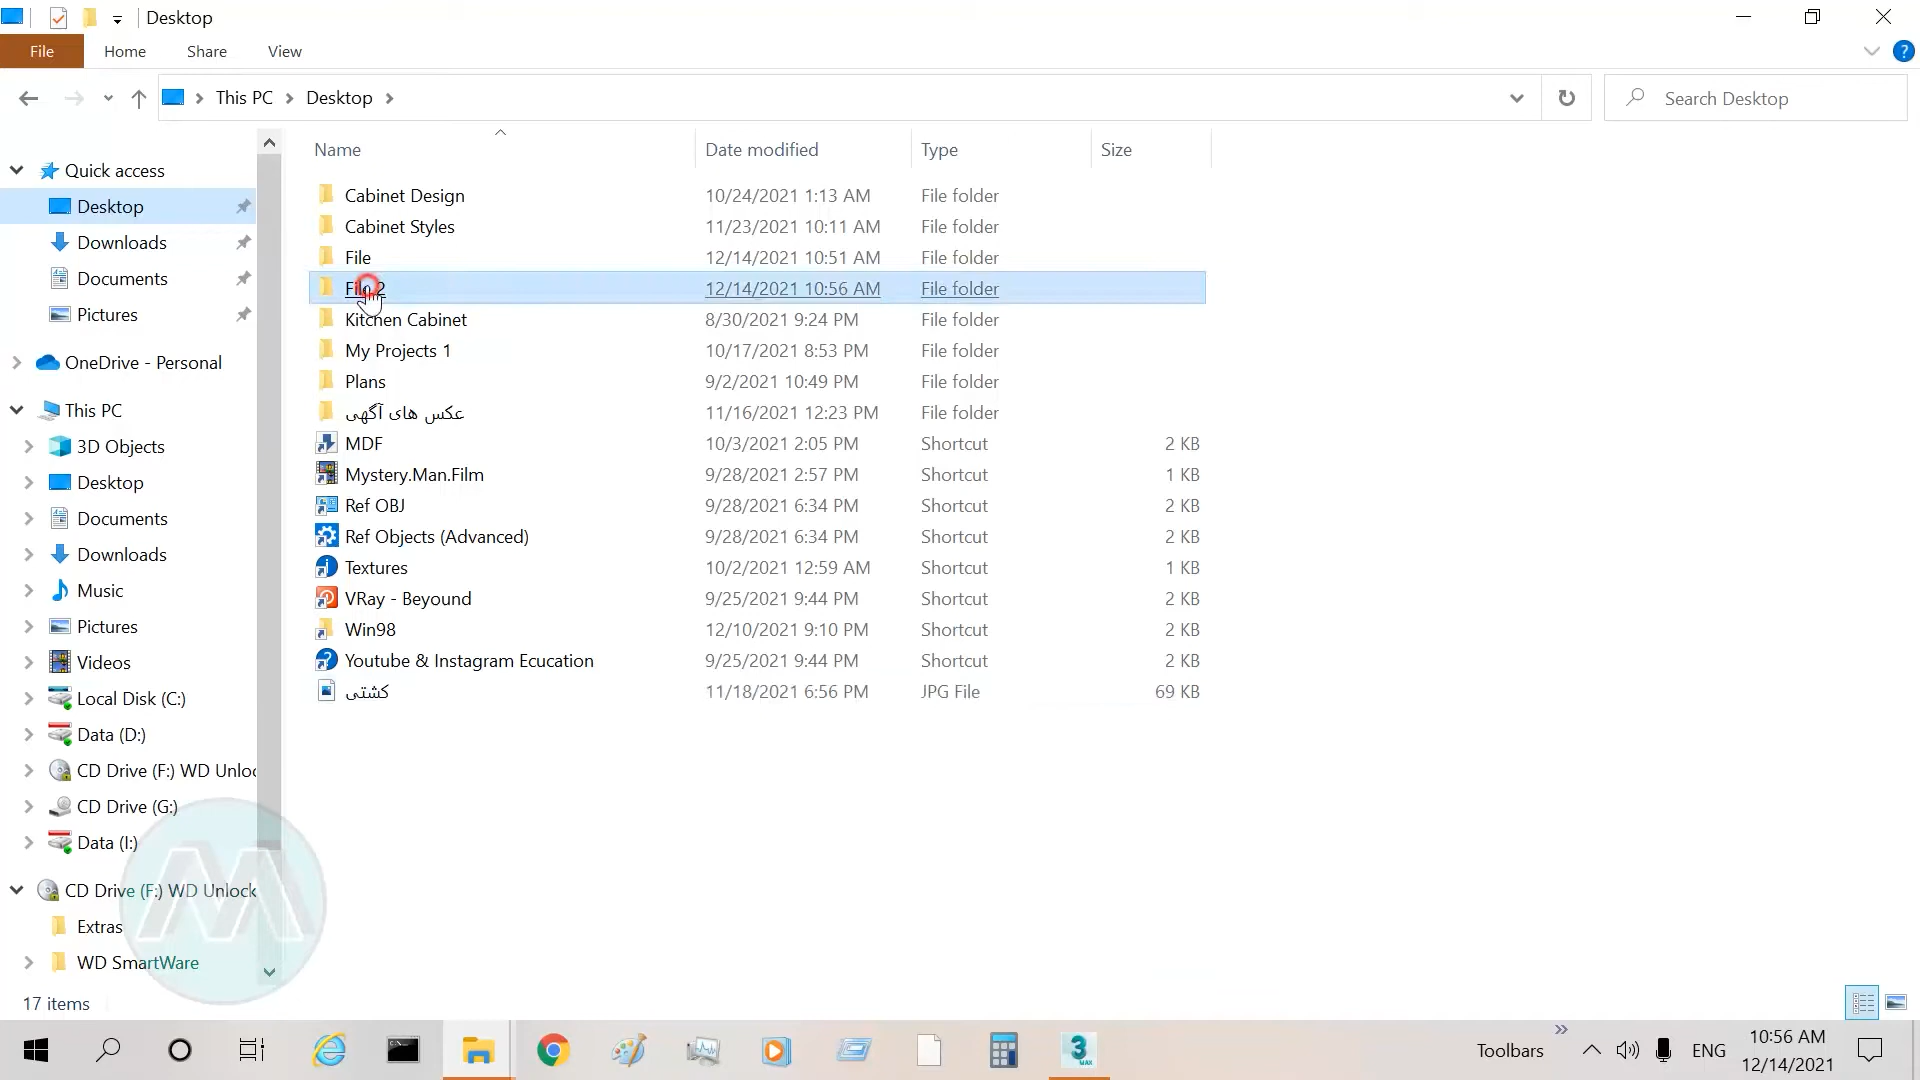 Desktop
File Home Share View
This PC Desktop
Search Desktop
Name Date modified Type Size
Quick access
Desktop
Downloads
Documents
Pictures
OneDrive - Personal
This PC
3D Objects
Desktop
Documents
Downloads
Music
Pictures
Videos
Local Disk (C:)
Data (D:)
CD Drive (F:) WD Unloc
CD Drive (G:)
Data (I:)
CD Drive (F:) WD Unlock
Extras
WD SmartWare
Cabinet Design 10/24/2021 1:13 AM File folder
Cabinet Styles 11/23/2021 10:11 AM File folder
File 12/14/2021 10:51 AM File folder
File 2 12/14/2021 10:56 AM File folder
Kitchen Cabinet 8/30/2021 9:24 PM File folder
My Projects 1 10/17/2021 8:53 PM File folder
Plans 9/2/2021 10:49 PM File folder
عکس های آگهی 11/16/2021 12:23 PM File folder
MDF 10/3/2021 2:05 PM Shortcut 2 KB
Mystery.Man.Film 9/28/2021 2:57 PM Shortcut 1 KB
Ref OBJ 9/28/2021 6:34 PM Shortcut 2 KB
Ref Objects (Advanced) 9/28/2021 6:34 PM Shortcut 2 KB
Textures 10/2/2021 12:59 AM Shortcut 1 KB
VRay - Beyound 9/25/2021 9:44 PM Shortcut 2 KB
Win98 12/10/2021 9:10 PM Shortcut 2 KB
Youtube & Instagram Ecucation 9/25/2021 9:44 PM Shortcut 2 KB
کشتی 11/18/2021 6:56 PM JPG File 69 KB
17 items
3
MAX
Toolbars
ENG
10:56 AM
12/14/2021